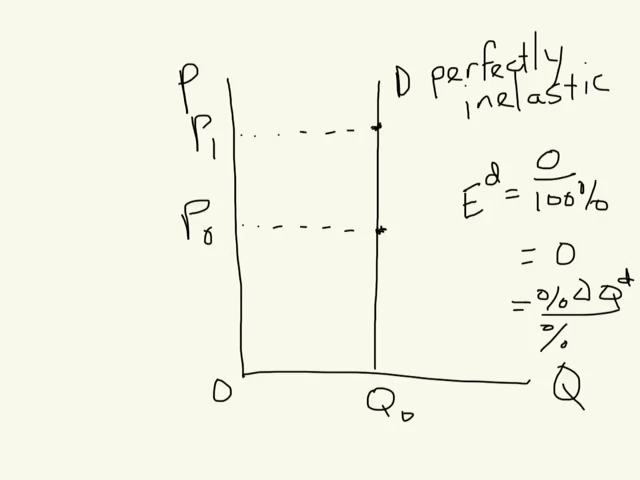 P
D perfectly
inelastic
P1
E^d = 0/100%
P0
= 0
= %ΔQ^d/%
0
Q0
Q